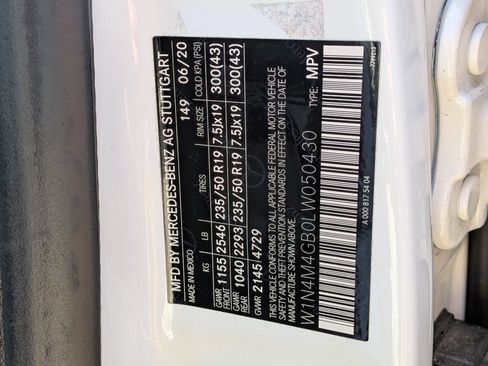 MFD BY MERCEDES-BENZ AG STUTTGART
MADE IN MEXICO 149 06/20
KG LB TIRES RIM SIZE COLD KPA (PSI)
GAWR FRONT 1155 2546 235/50 R19 7.5Jx19 300(43)
GAWR REAR 1040 2293 235/50 R19 7.5Jx19 300(43)
GVWR 2145 4729
THIS VEHICLE CONFORMS TO ALL APPLICABLE FEDERAL MOTOR VEHICLE
SAFETY AND THEFT PREVENTION STANDARDS IN EFFECT ON THE DATE OF
MANUFACTURE SHOWN ABOVE.
W1N4M4GB0LW050430 TYPE: MPV
A 000 817 54 04